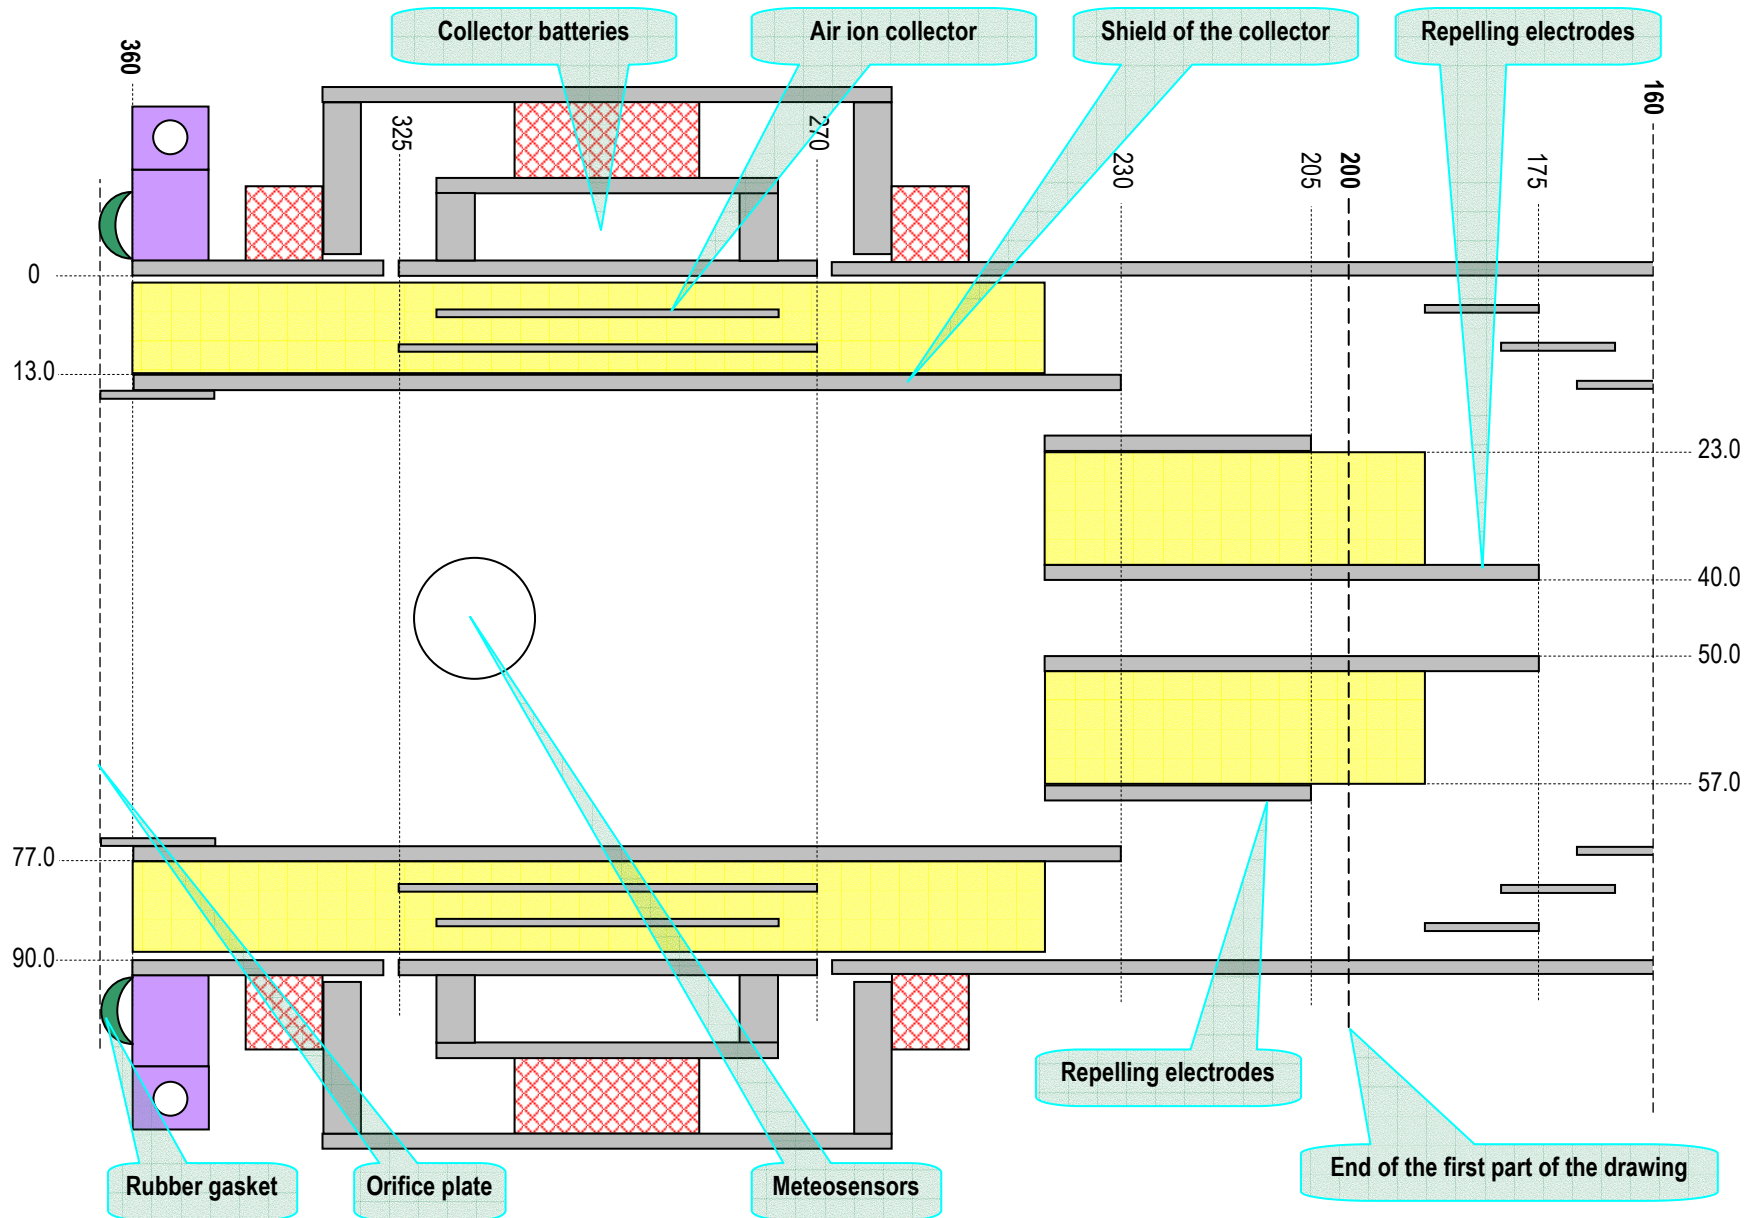 Collector batteries
Air ion collector
Shield of the collector
Repelling electrodes
360
325
270
230
205
200
175
160
0
13.0
23.0
40.0
50.0
57.0
77.0
90.0
Repelling electrodes
End of the first part of the drawing
Rubber gasket
Orifice plate
Meteosensors